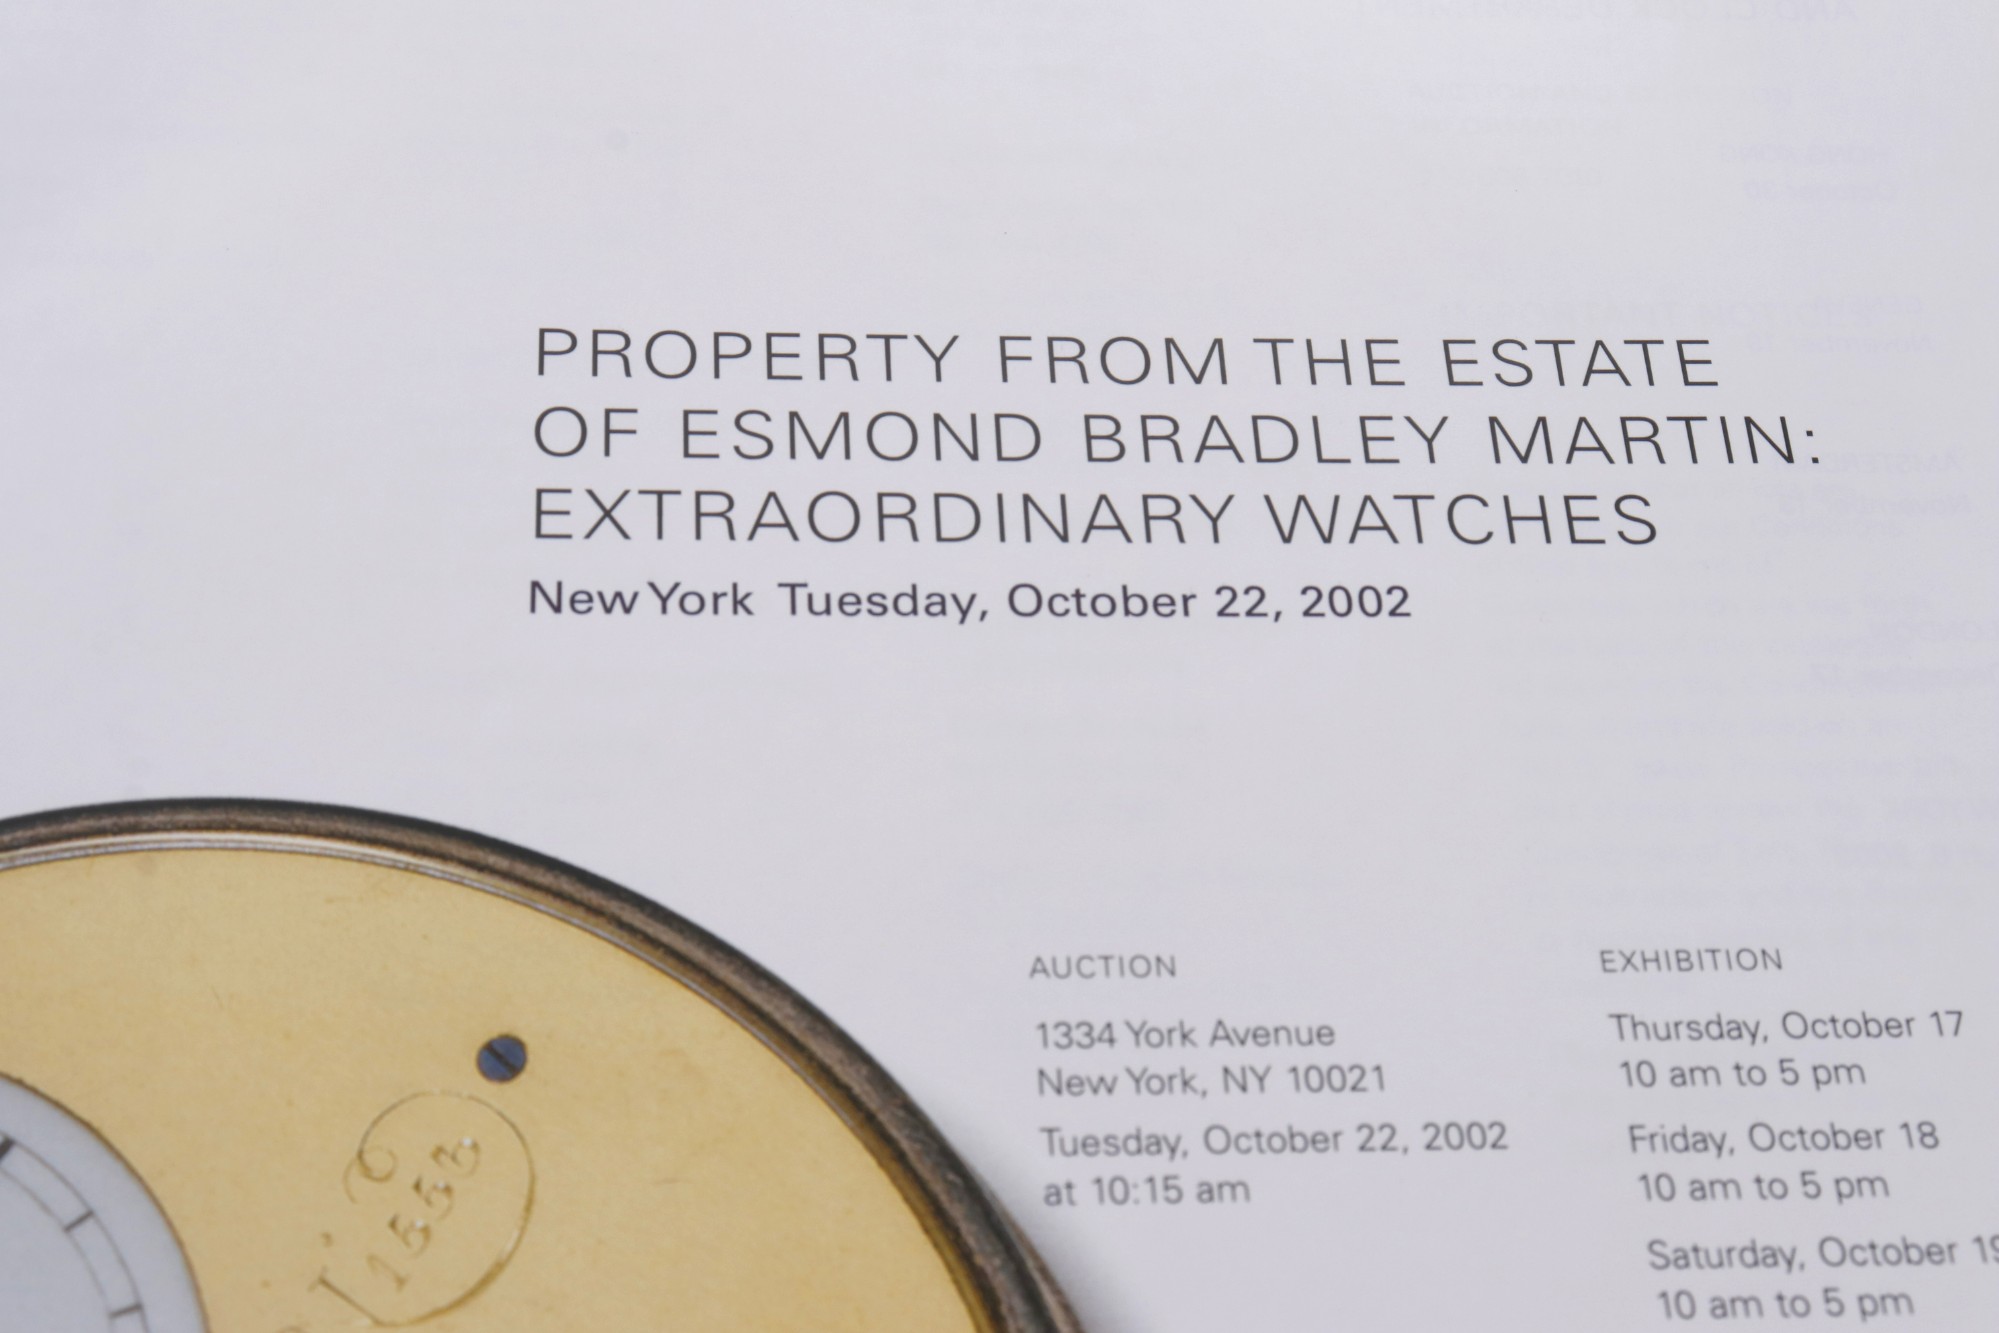 PROPERTY FROM THE ESTATE
OF ESMOND BRADLEY MARTIN:
EXTRAORDINARY WATCHES
New York Tuesday, October 22, 2002
AUCTION
1334 York Avenue
New York, NY 10021
Tuesday, October 22, 2002
at 10:15 am
EXHIBITION
Thursday, October 17
10 am to 5 pm
Friday, October 18
10 am to 5 pm
Saturday, October 19
10 am to 5 pm
1553